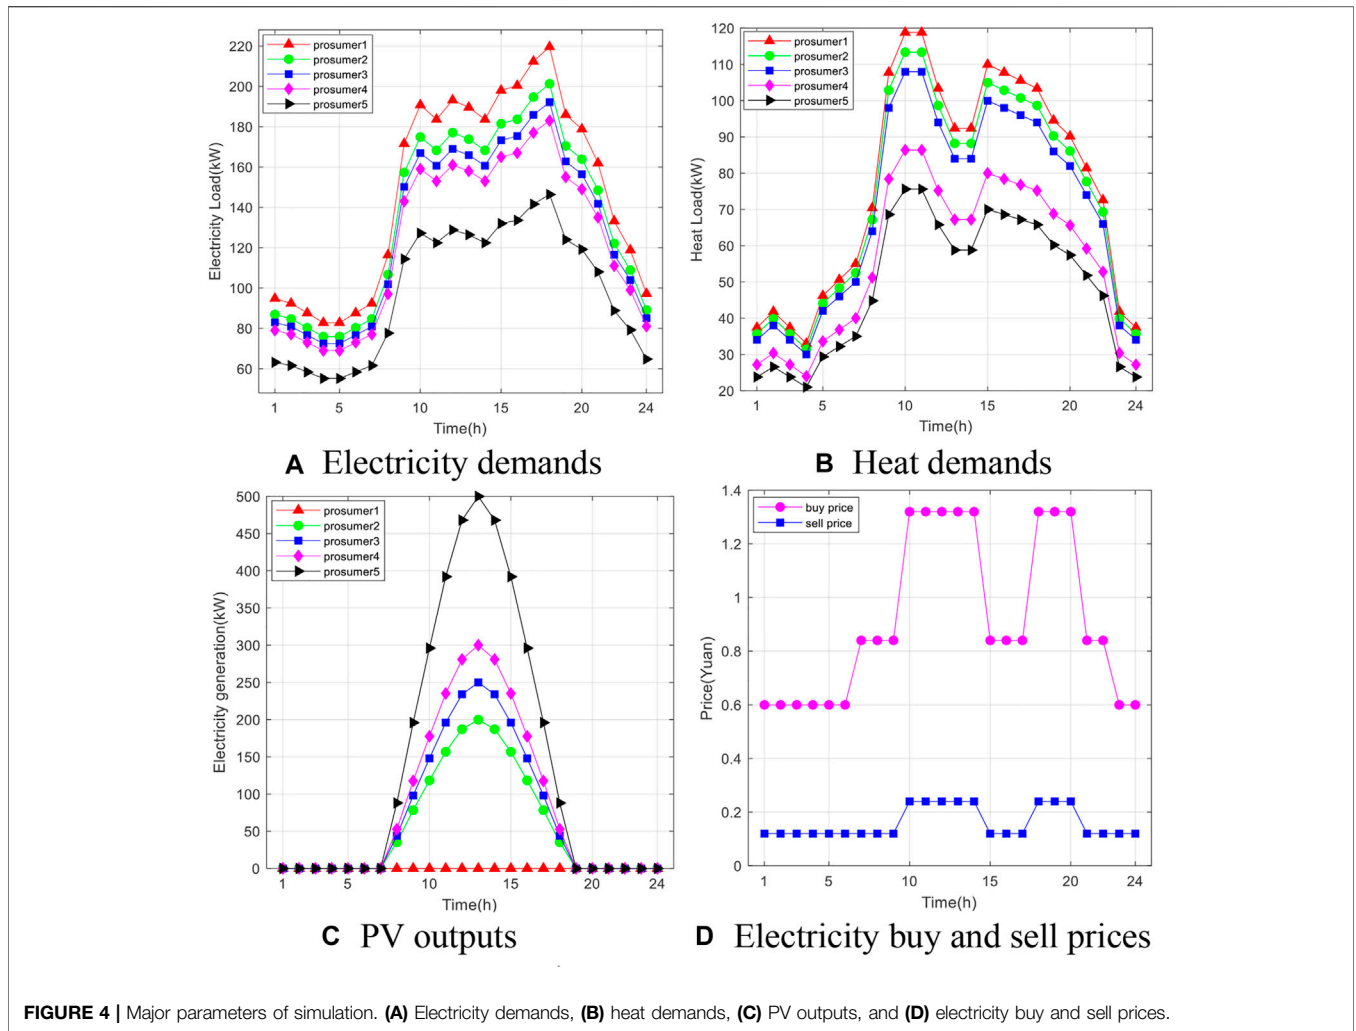 220
200
180
160
140
120
100
80
60
Electricity Load(kW)
prosumer1
prosumer2
prosumer3
prosumer4
prosumer5
1 5 10 15 20 24
Time(h)
A Electricity demands
120
110
100
90
80
70
60
50
40
30
20
Heat Load(kW)
prosumer1
prosumer2
prosumer3
prosumer4
prosumer5
1 5 10 15 20 24
Time(h)
B Heat demands
500
450
400
350
300
250
200
150
100
50
0
Electricity generation(kW)
prosumer1
prosumer2
prosumer3
prosumer4
prosumer5
1 5 10 15 20 24
Time(h)
C PV outputs
1.4
1.2
1
0.8
0.6
0.4
0.2
0
Price(Yuan)
buy price
sell price
1 5 10 15 20 24
Time(h)
D Electricity buy and sell prices
FIGURE 4 | Major parameters of simulation. (A) Electricity demands, (B) heat demands, (C) PV outputs, and (D) electricity buy and sell prices.